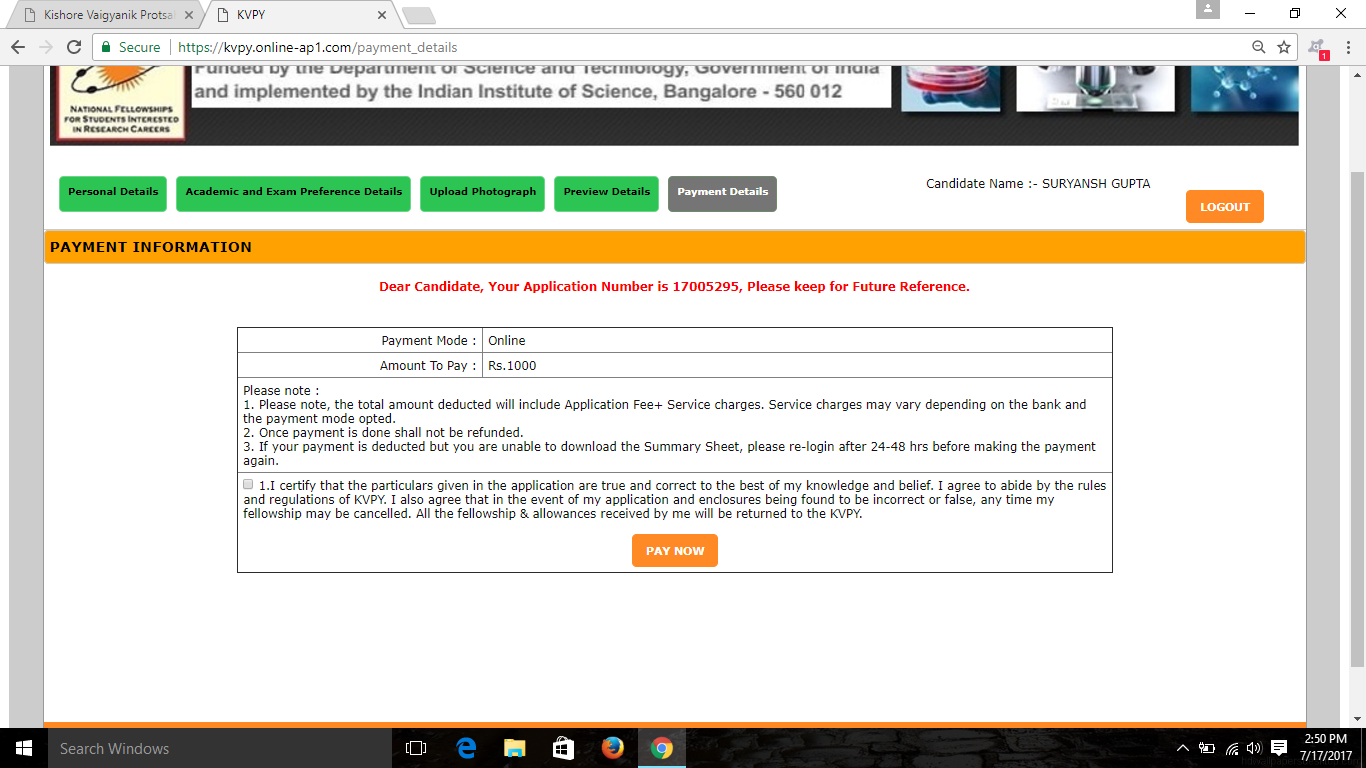 Kishore Vaigyanik Protsa
KVPY
Secure
https://kvpy.online-ap1.com/payment_details
1
Funded by the Department of Science and Technology, Government of India
and implemented by the Indian Institute of Science, Bangalore - 560 012
NATIONAL FELLOWSHIPS
FOR STUDENTS INTERESTED
IN RESEARCH CAREERS
Personal Details
Academic and Exam Preference Details
Upload Photograph
Preview Details
Payment Details
Candidate Name :- SURYANSH GUPTA
LOGOUT
PAYMENT INFORMATION
Dear Candidate, Your Application Number is 17005295, Please keep for Future Reference.
Payment Mode : Online
Amount To Pay : Rs.1000
Please note :
1. Please note, the total amount deducted will include Application Fee+ Service charges. Service charges may vary depending on the bank and
the payment mode opted.
2. Once payment is done shall not be refunded.
3. If your payment is deducted but you are unable to download the Summary Sheet, please re-login after 24-48 hrs before making the payment
again.
1.I certify that the particulars given in the application are true and correct to the best of my knowledge and belief. I agree to abide by the rules
and regulations of KVPY. I also agree that in the event of my application and enclosures being found to be incorrect or false, any time my
fellowship may be cancelled. All the fellowship & allowances received by me will be returned to the KVPY.
PAY NOW
Search Windows
2:50 PM
7/17/2017